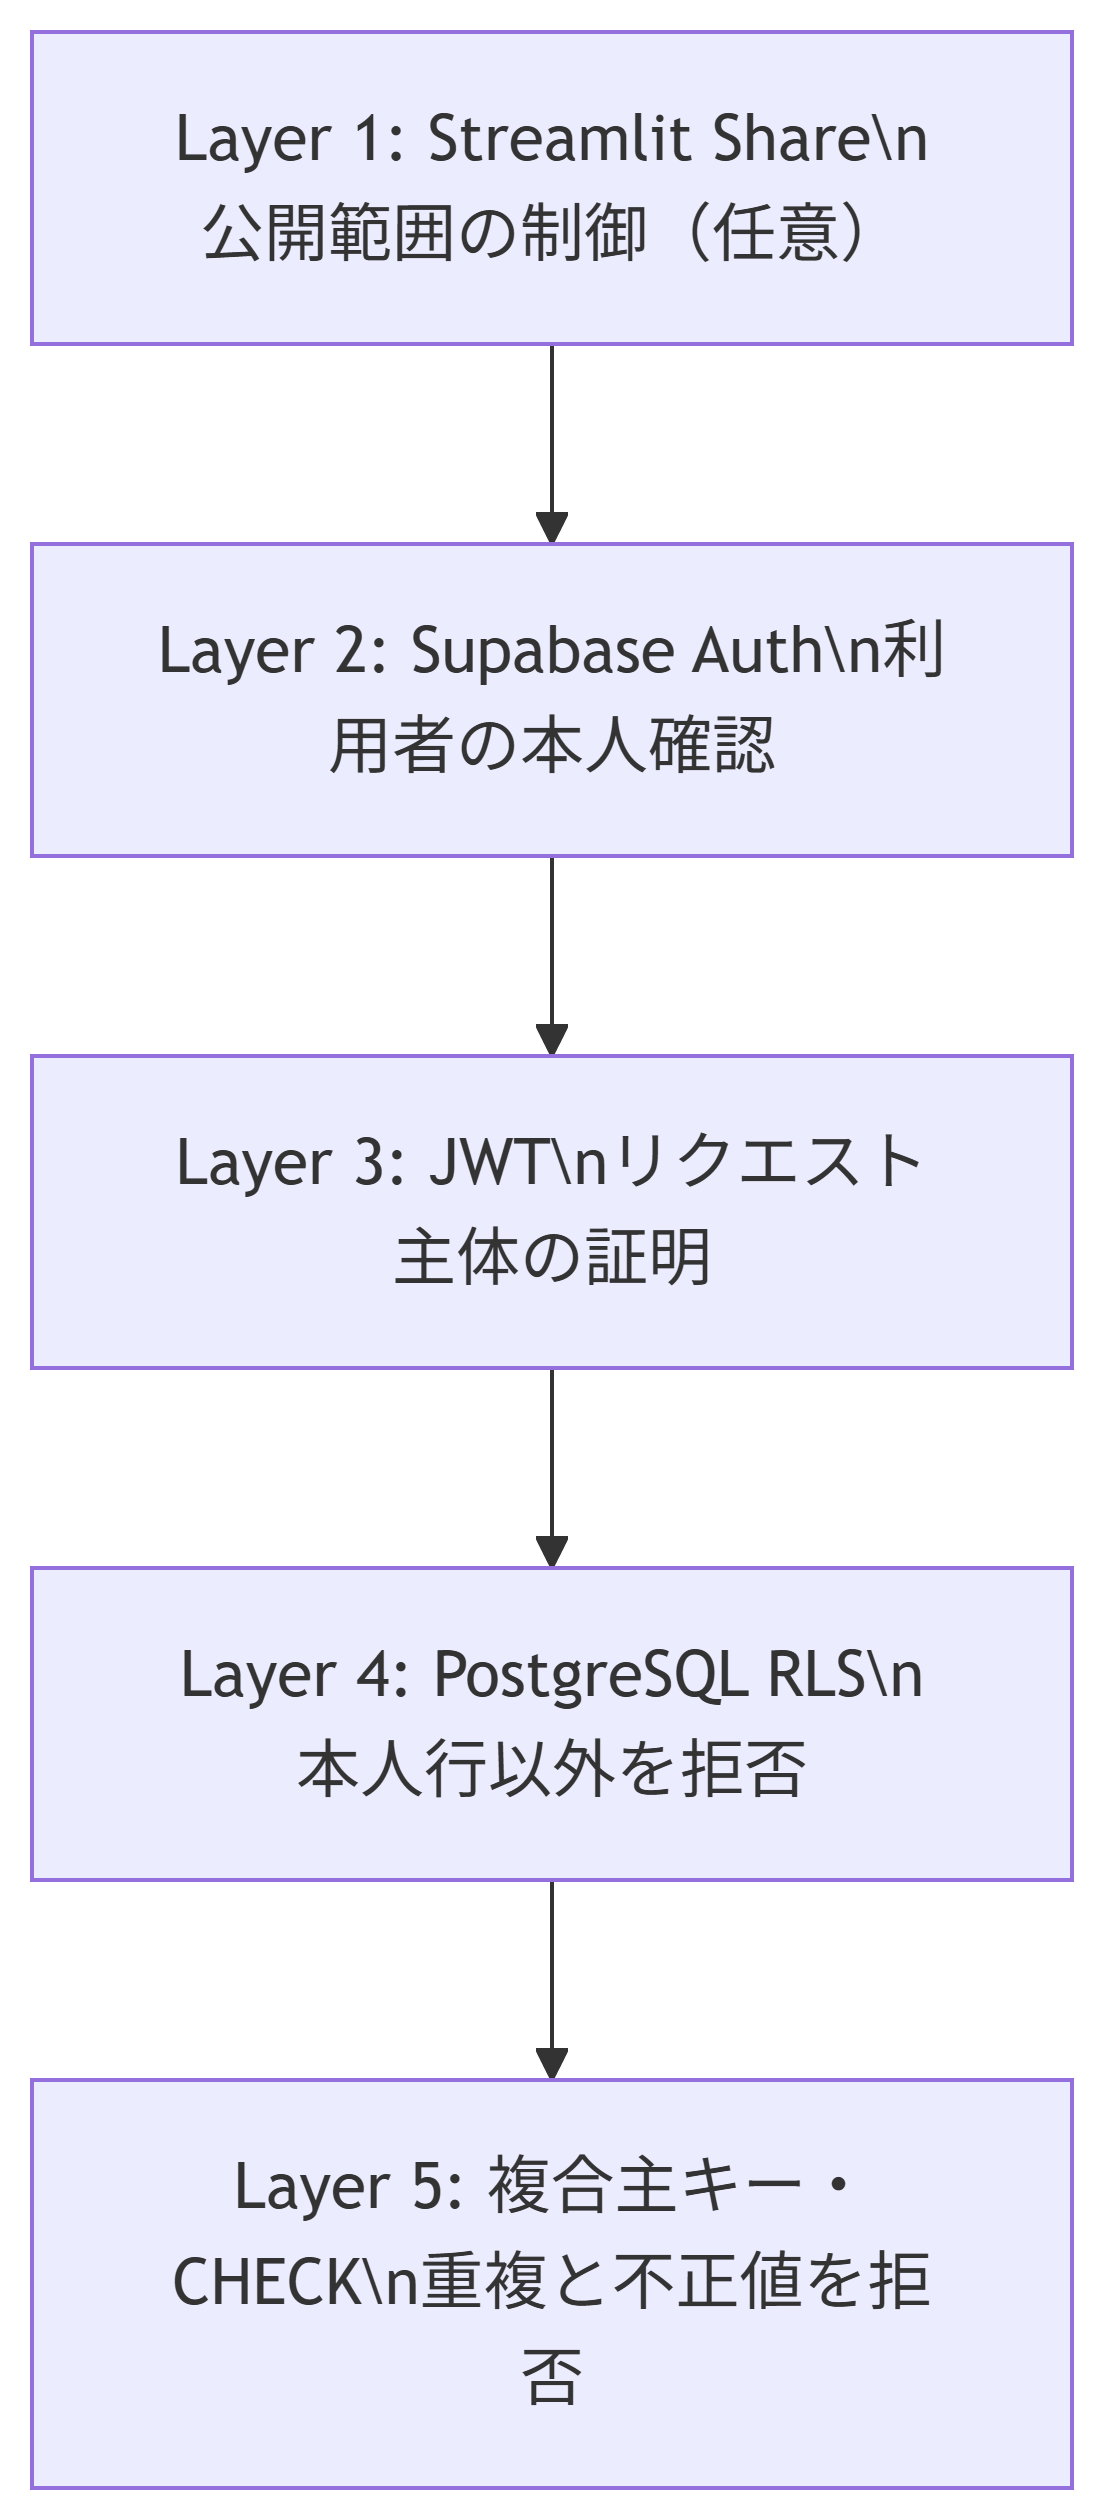 Layer 1: Streamlit Share\n
公開範囲の制御（任意）
Layer 2: Supabase Auth\n利
用者の本人確認
Layer 3: JWT\nリクエスト
主体の証明
Layer 4: PostgreSQL RLS\n
本人行以外を拒否
Layer 5: 複合主キー・
CHECK\n重複と不正値を拒
否